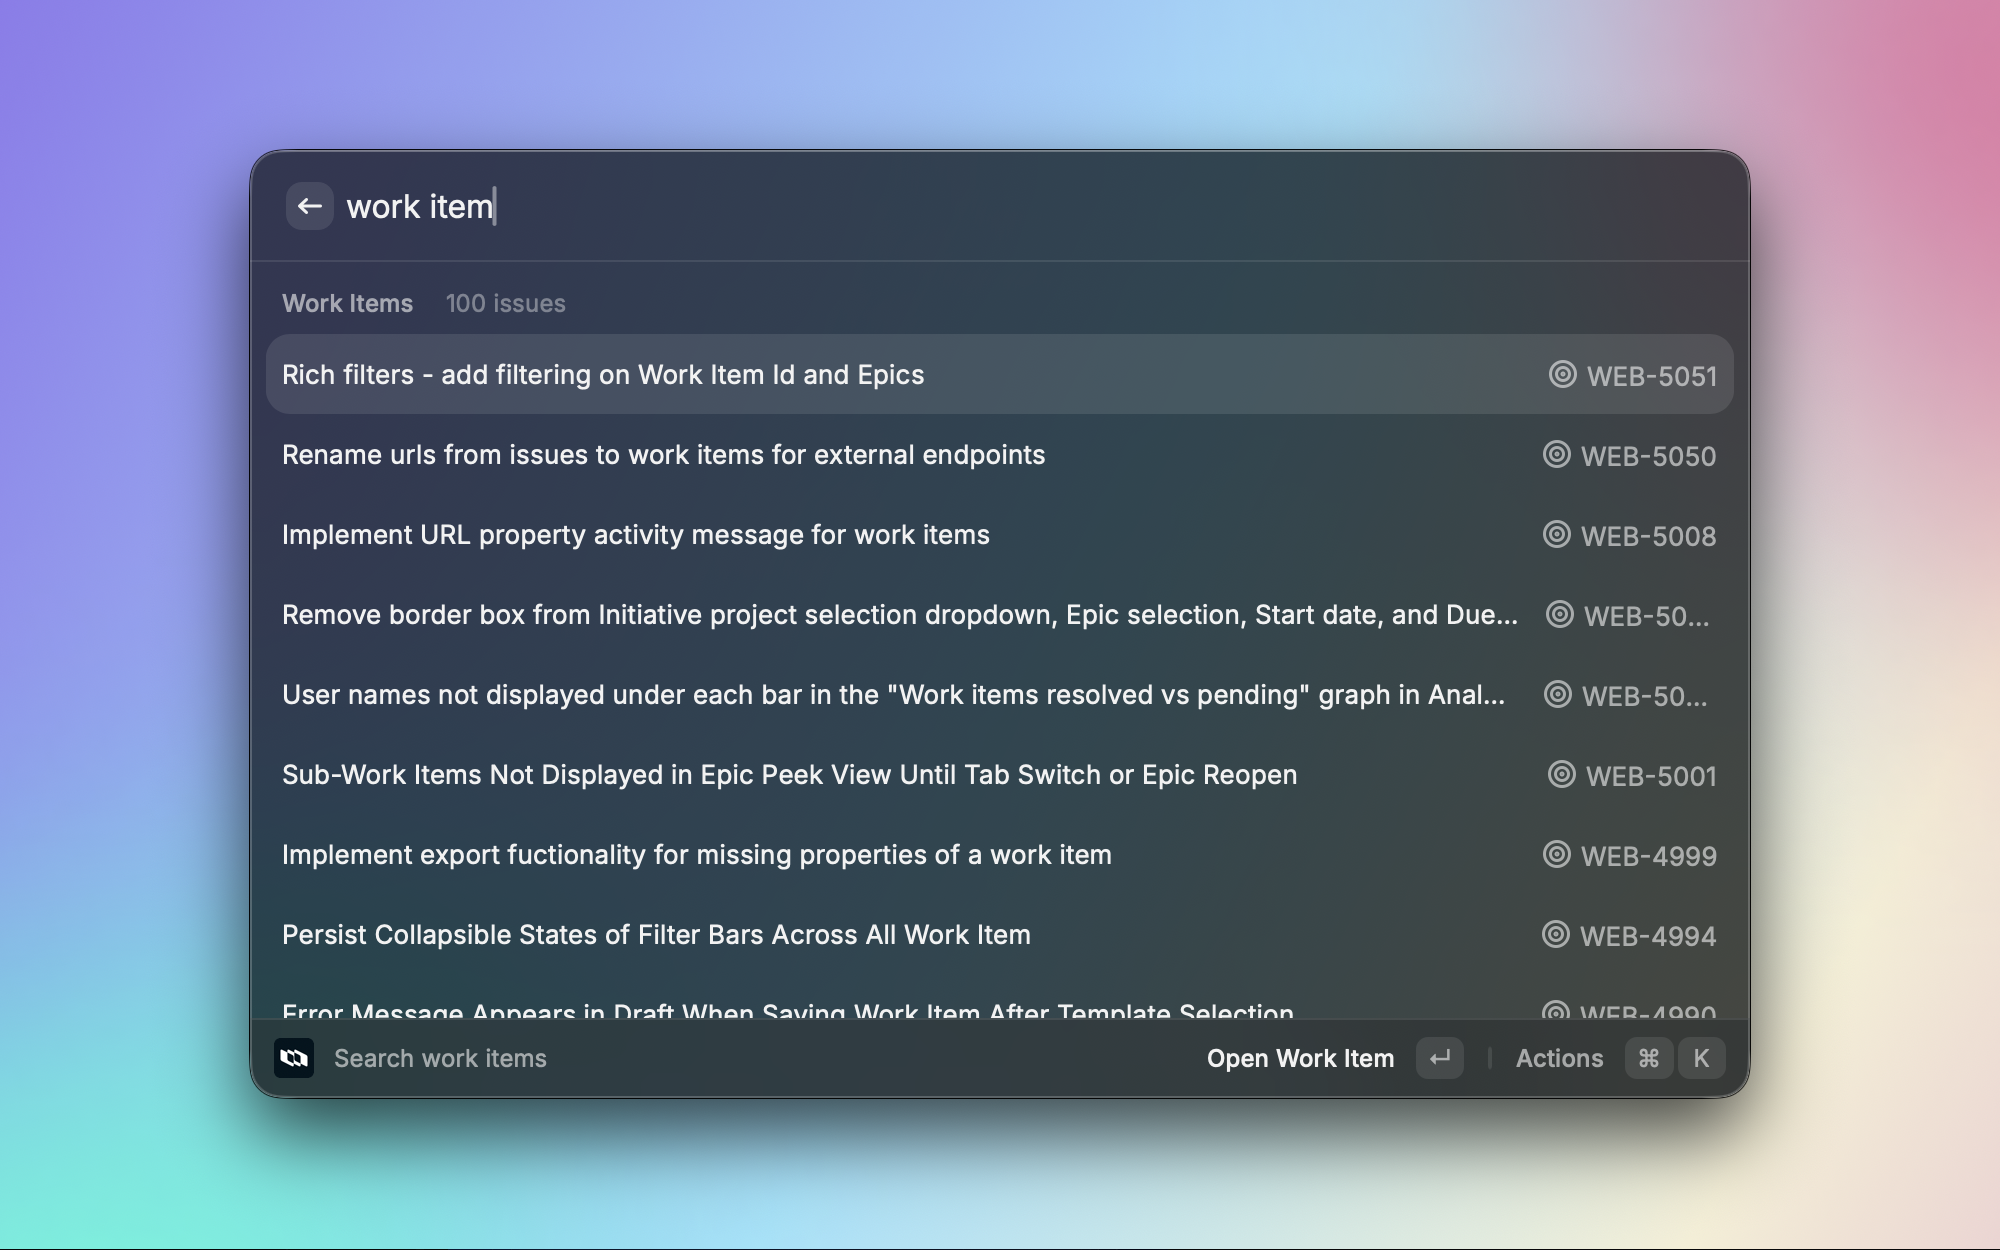 work item
Work Items 100 issues
Rich filters - add filtering on Work Item Id and Epics WEB-5051
Rename urls from issues to work items for external endpoints WEB-5050
Implement URL property activity message for work items WEB-5008
Remove border box from Initiative project selection dropdown, Epic selection, Start date, and Due... WEB-50...
User names not displayed under each bar in the "Work items resolved vs pending" graph in Anal... WEB-50...
Sub-Work Items Not Displayed in Epic Peek View Until Tab Switch or Epic Reopen WEB-5001
Implement export fuctionality for missing properties of a work item WEB-4999
Persist Collapsible States of Filter Bars Across All Work Item WEB-4994
Error Message Appears in Draft When Saving Work Item After Template Selection WEB-4990
Search work items Open Work Item ↵ Actions ⌘ K